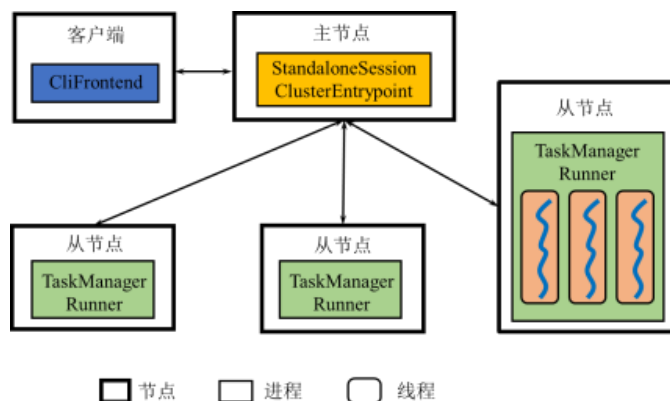 客户端
CliFrontend
主节点
StandaloneSession
ClusterEntrypoint
从节点
TaskManager
Runner
从节点
TaskManager
Runner
从节点
TaskManager
Runner
节点
进程
线程